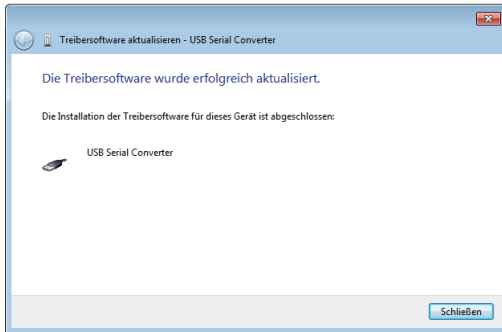 Treibersoftware aktualisieren - USB Serial Converter
Die Treibersoftware wurde erfolgreich aktualisiert.
Die Installation der Treibersoftware für dieses Gerät ist abgeschlossen:
USB Serial Converter
Schließen